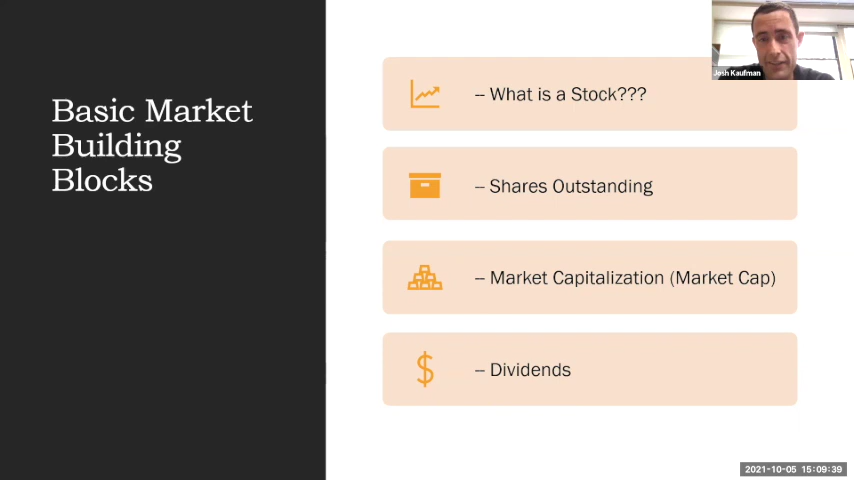 Basic Market
Building
Blocks
– What is a Stock???
– Shares Outstanding
– Market Capitalization (Market Cap)
– Dividends
Josh Kaufman
2021-10-05 15:09:39